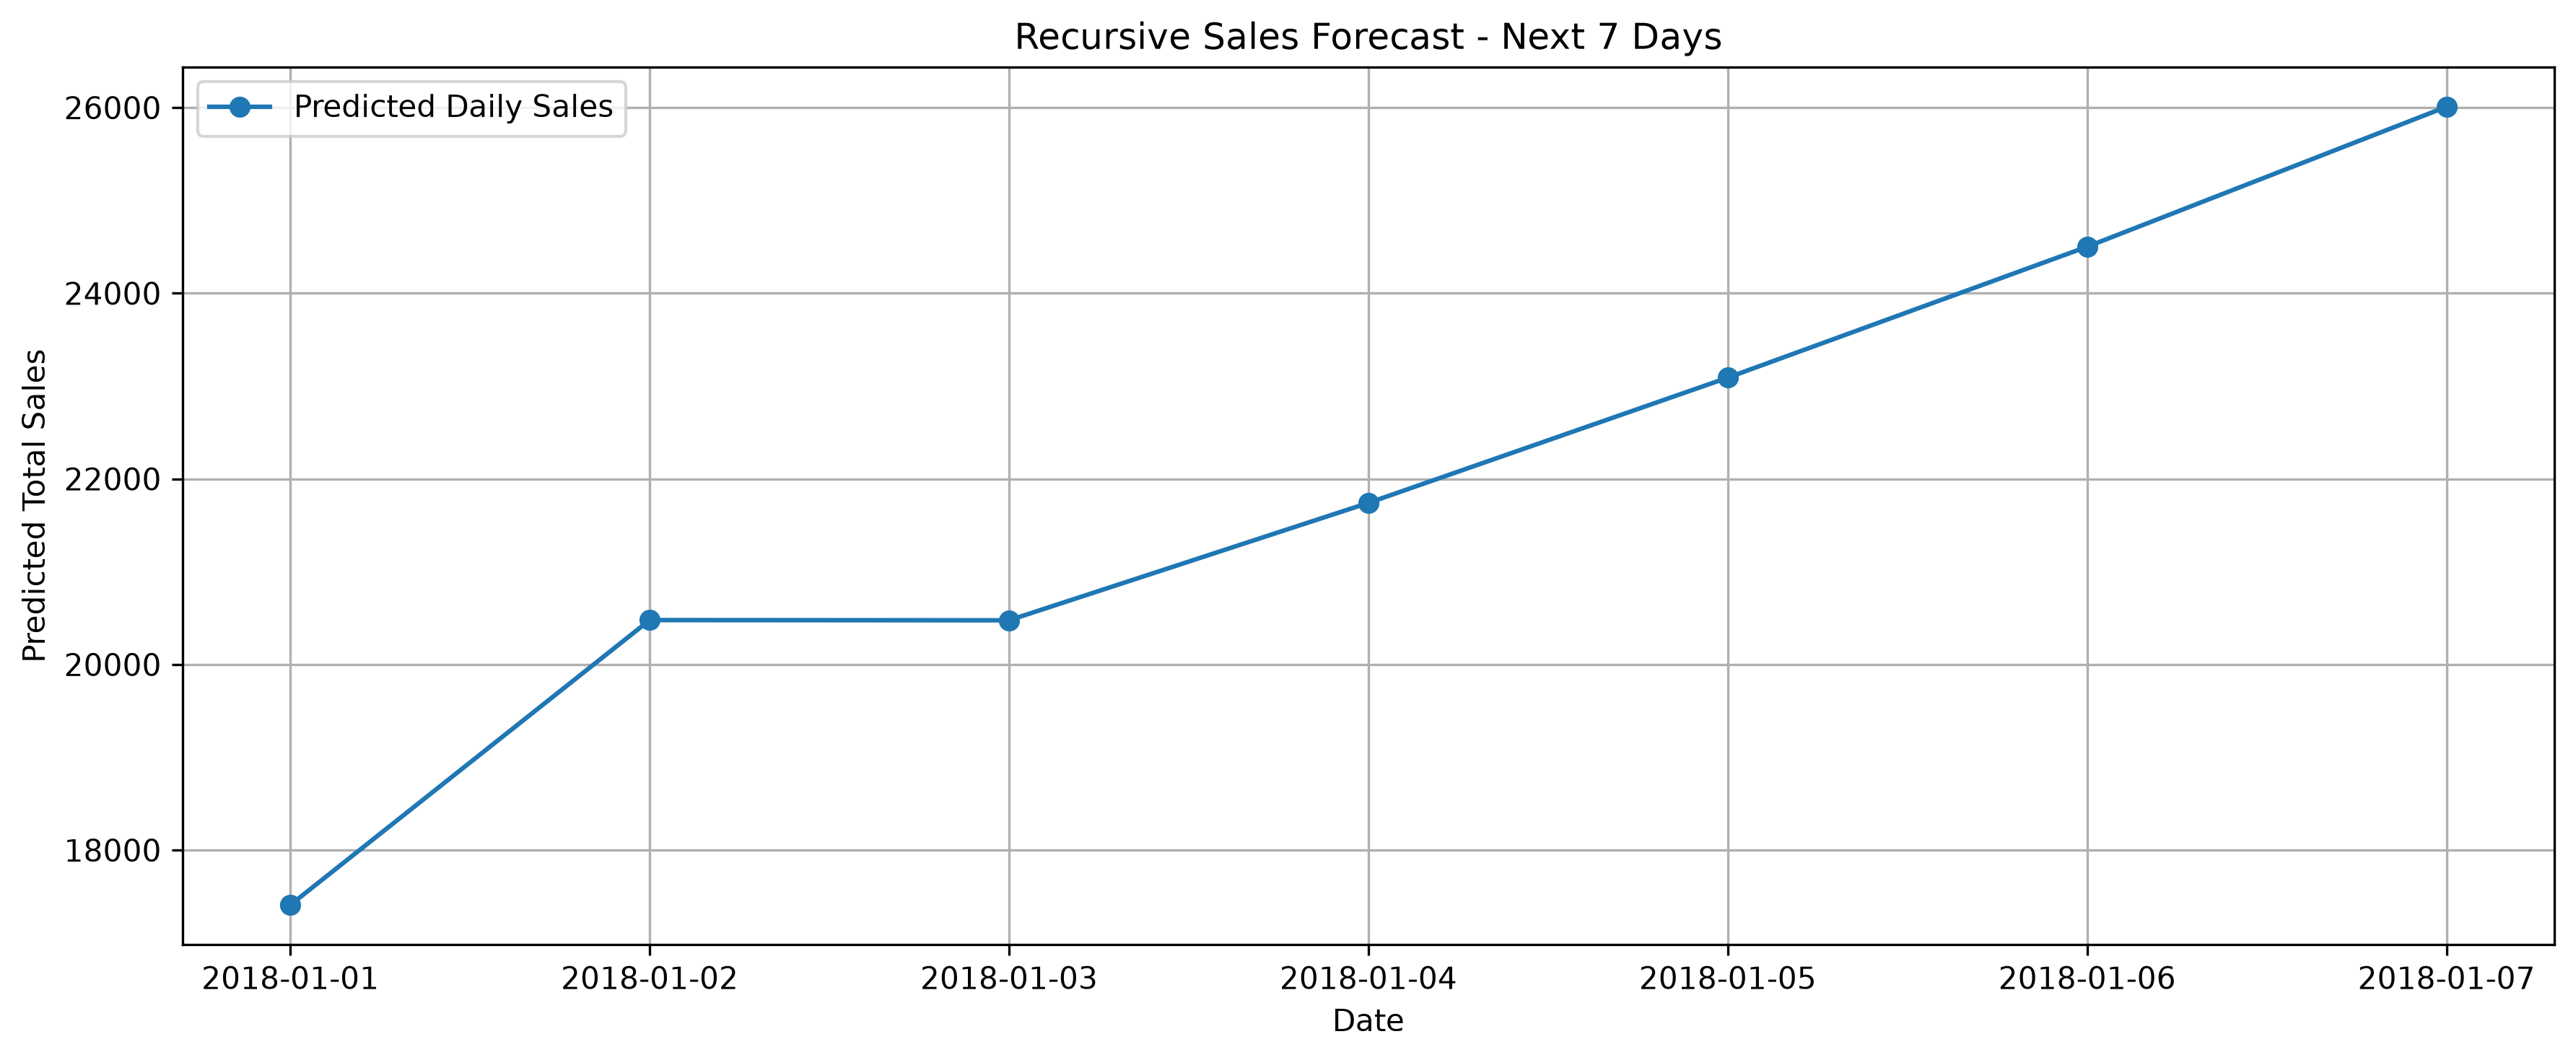 Recursive Sales Forecast - Next 7 Days
Predicted Daily Sales
Predicted Total Sales
26000
24000
22000
20000
18000
2018-01-01 2018-01-02 2018-01-03 2018-01-04 2018-01-05 2018-01-06 2018-01-07
Date